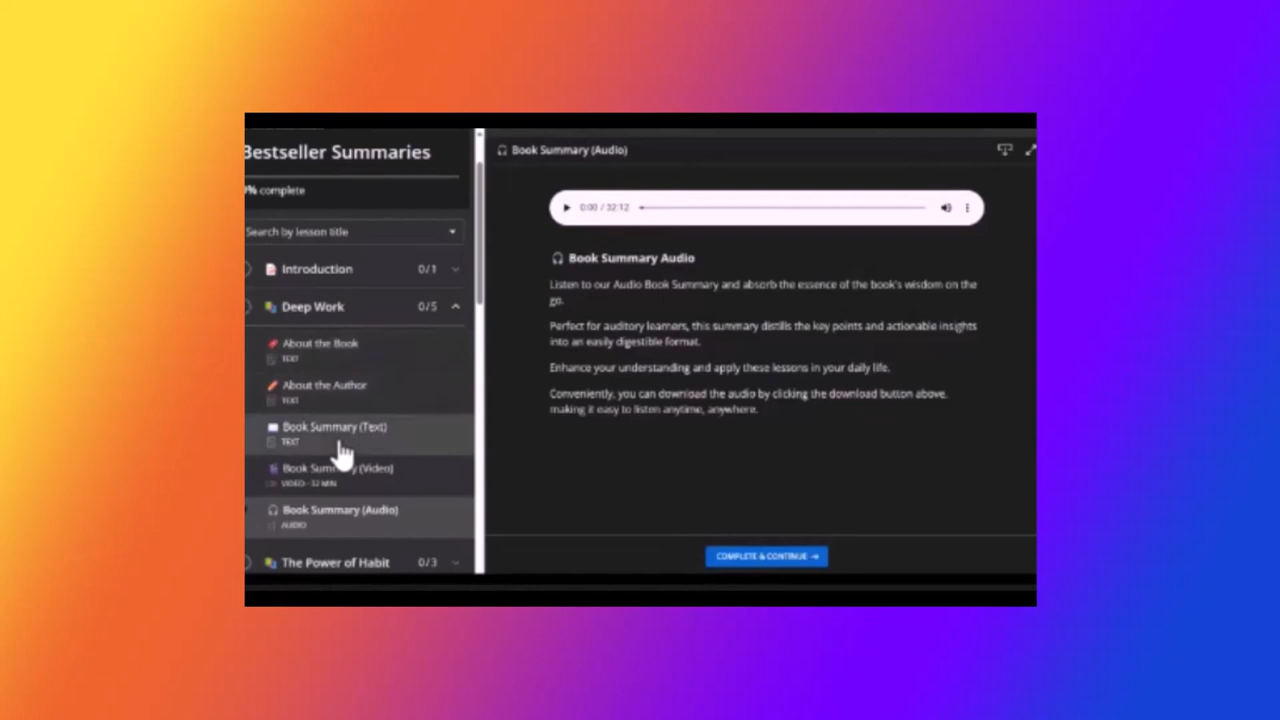 Bestseller Summaries
% complete
Search by lesson title
Introduction 0/1
Deep Work 0/5
About the Book
TEXT
About the Author
TEXT
Book Summary (Text)
TEXT
Book Summary (Video)
VIDEO - 32 MIN
Book Summary (Audio)
AUDIO
The Power of Habit 0/3
Book Summary (Audio)
0:00 / 32:12
Book Summary Audio
Listen to our Audio Book Summary and absorb the essence of the book's wisdom on the
go.
Perfect for auditory learners, this summary distills the key points and actionable insights
into an easily digestible format.
Enhance your understanding and apply these lessons in your daily life.
Conveniently, you can download the audio by clicking the download button above,
making it easy to listen anytime, anywhere.
COMPLETE & CONTINUE →